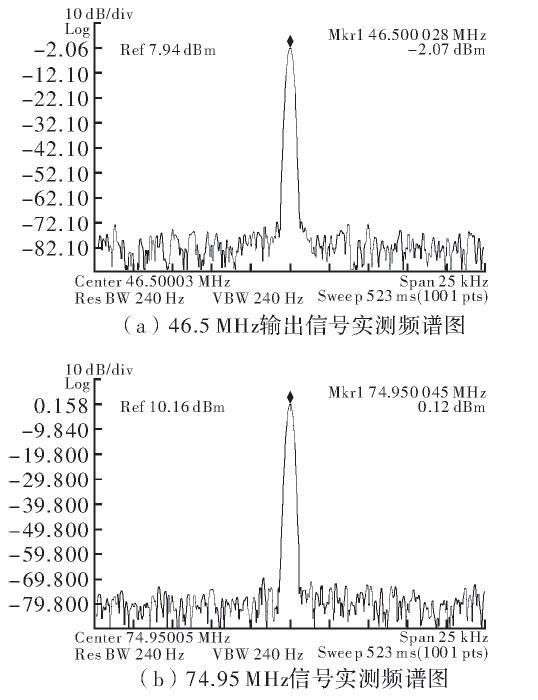 10 dB/div
Log
Mkr1 46.500 028 MHz
-2.06 Ref 7.94 dBm -2.07 dBm
-12.10
-22.10
-32.10
-42.10
-52.10
-62.10
-72.10
-82.10
Center 46.50003 MHz Span 25 kHz
Res BW 240 Hz VBW 240 Hz Sweep 523 ms(1001 pts)
(a)46.5 MHz输出信号实测频谱图
10 dB/div
Log
Mkr1 74.950 045 MHz
0.158 Ref 10.16 dBm 0.12 dBm
-9.840
-19.800
-29.800
-39.800
-49.800
-59.800
-69.800
-79.800
Center 74.95005 MHz Span 25 kHz
Res BW 240 Hz VBW 240 Hz Sweep 523 ms(1001 pts)
(b)74.95 MHz信号实测频谱图